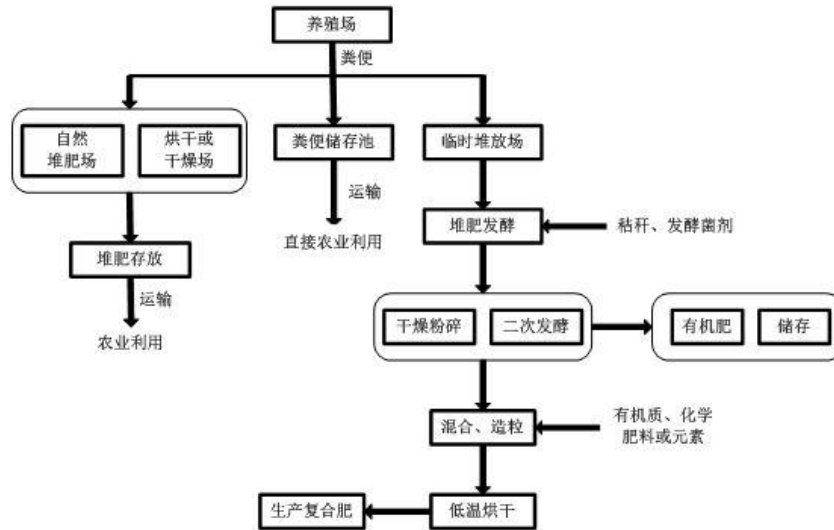 养殖场
粪便
自然
堆肥场
烘干或
干燥场
粪便储存池
临时堆放场
运输
堆肥发酵
秸秆、发酵菌剂
直接农业利用
堆肥存放
运输
农业利用
干燥粉碎
二次发酵
有机肥
储存
混合、造粒
有机质、化学
肥料或元素
生产复合肥
低温烘干